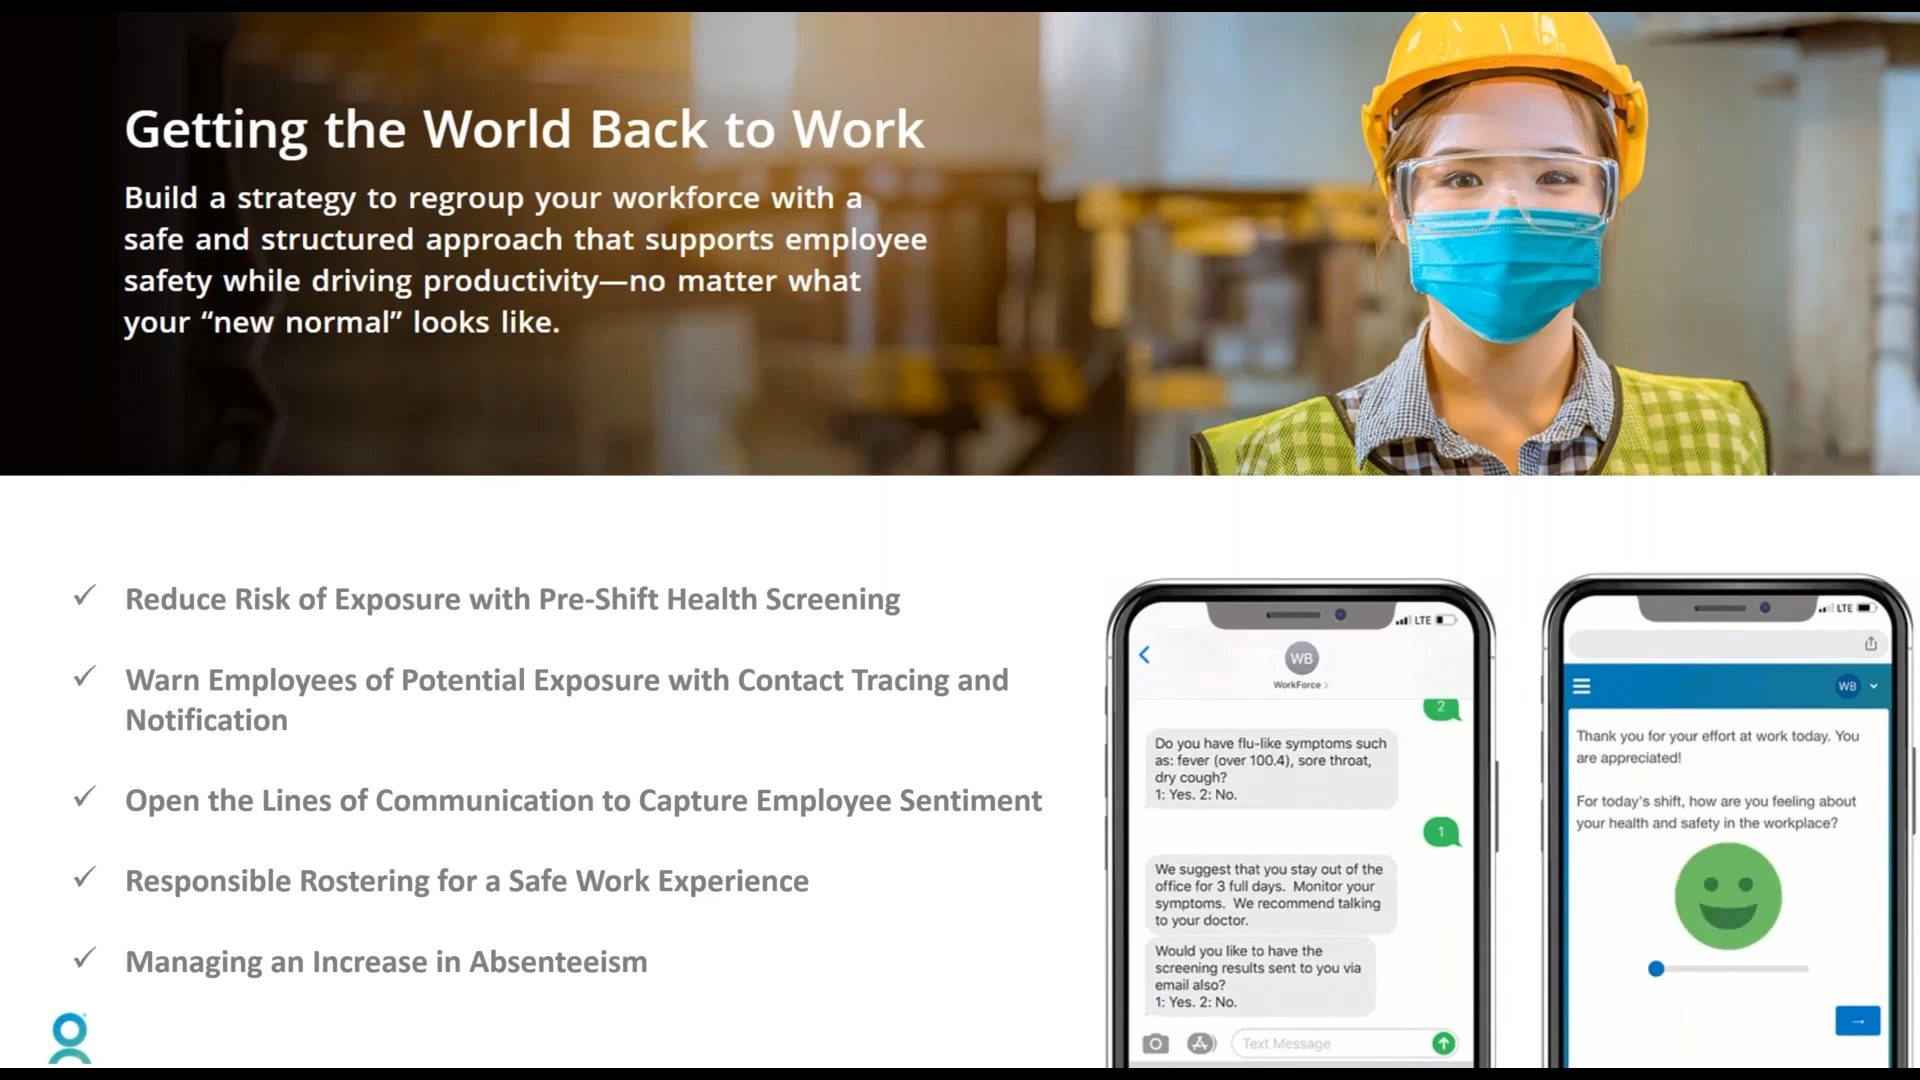 Getting the World Back to Work
Build a strategy to regroup your workforce with a
safe and structured approach that supports employee
safety while driving productivity—no matter what
your “new normal” looks like.
Reduce Risk of Exposure with Pre-Shift Health Screening
Warn Employees of Potential Exposure with Contact Tracing and
Notification
Open the Lines of Communication to Capture Employee Sentiment
Responsible Rostering for a Safe Work Experience
Managing an Increase in Absenteeism
LTE
WB
WorkForce >
2
Do you have flu-like symptoms such
as: fever (over 100.4), sore throat,
dry cough?
1: Yes. 2: No.
1
We suggest that you stay out of the
office for 3 full days. Monitor your
symptoms. We recommend talking
to your doctor.
Would you like to have the
screening results sent to you via
email also?
1: Yes. 2: No.
Text Message
LTE
WB
Thank you for your effort at work today. You
are appreciated!
For today's shift, how are you feeling about
your health and safety in the workplace?